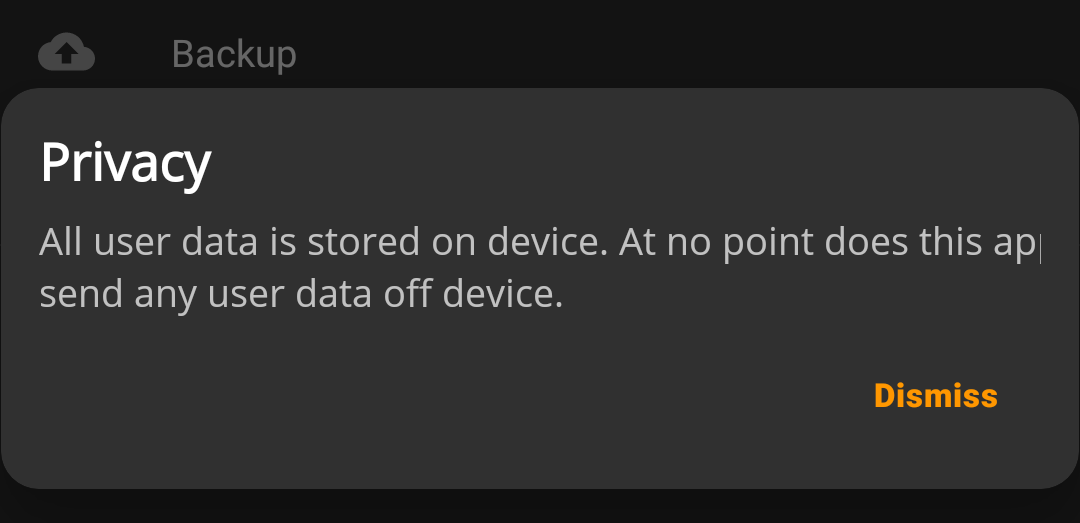 Backup
Privacy
All user data is stored on device. At no point does this app
send any user data off device.
Dismiss